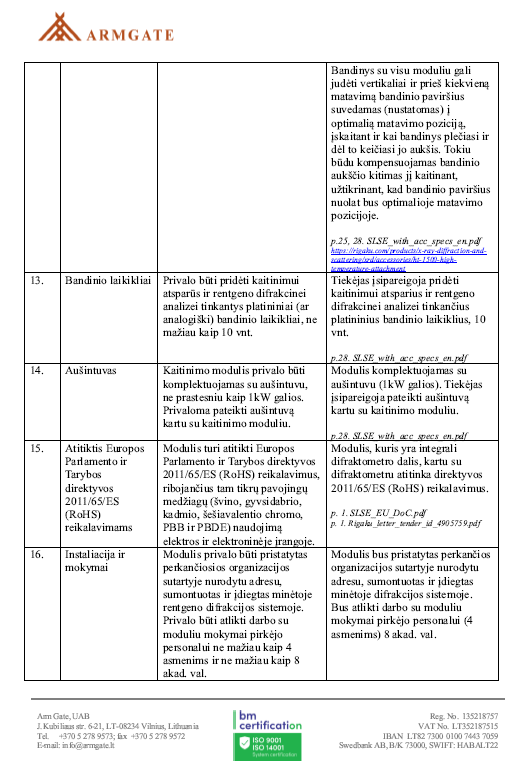 ARMGATE
Bandinys su visu moduliu gali
judėti vertikaliai ir prieš kiekvieną
matavimą bandinio paviršius
suvedamas (nustatomas) į
optimalią matavimo poziciją,
įskaitant ir kai bandinys plečiasi ir
dėl to keičiasi jo aukšis. Tokiu
būdu kompensuojamas bandinio
aukščio kitimas jį kaitinant,
užtikrinant, kad bandinio paviršius
nuolat bus optimalioje matavimo
pozicijoje.
p.25, 28. SLSE_with_acc_specs_en.pdf
https://rigaku.com/products/x-ray-diffraction-and-
scattering/xrd/accessories/ht-1500-high-
temperature-attachment
13.
Bandinio laikikliai
Privalo būti pridėti kaitinimui
atsparūs ir rentgeno difrakcinei
analizei tinkantys platininiai (ar
analogiški) bandinio laikikliai, ne
mažiau kaip 10 vnt.
Tiekėjas įsipareigoja pridėti
kaitinimui atsparius ir rentgeno
difrakcinei analizei tinkančius
platininius bandinio laikiklius, 10
vnt.
p.28. SLSE_with_acc_specs_en.pdf
14.
Aušintuvas
Kaitinimo modulis privalo būti
komplektuojamas su aušintuvu,
ne prastesniu kaip 1kW galios.
Privaloma pateikti aušintuvą
kartu su kaitinimo moduliu.
Modulis komplektuojamas su
aušintuvu (1kW galios). Tiekėjas
įsipareigoja pateikti aušintuvą
kartu su kaitinimo moduliu.
p.28. SLSE_with_acc_specs_en.pdf
15.
Atitiktis Europos
Parlamento ir
Tarybos
direktyvos
2011/65/ES
(RoHS)
reikalavimams
Modulis turi atitikti Europos
Parlamento ir Tarybos direktyvos
2011/65/ES (RoHS) reikalavimus,
ribojančius tam tikrų pavojingų
medžiagų (švino, gyvsidabrio,
kadmio, šešiavalentio chromo,
PBB ir PBDE) naudojimą
elektros ir elektroninėje įrangoje.
Modulis, kuris yra integrali
difraktometro dalis, kartu su
difraktometru atitinka direktyvos
2011/65/ES (RoHS) reikalavimus.
p. 1. SLSE_EU_DoC.pdf
p. 1. Rigaku_letter_tender_id_4905759.pdf
16.
Instaliacija ir
mokymai
Modulis privalo būti pristatytas
perkančiosios organizacijos
sutartyje nurodytu adresu,
sumontuotas ir įdiegtas minėtoje
rentgeno difrakcijos sistemoje.
Privalo būti atlikti darbo su
moduliu mokymai pirkėjo
personalui ne mažiau kaip 4
asmenims ir ne mažiau kaip 8
akad. val.
Modulis bus pristatytas perkančios
organizacijos sutartyje nurodytu
adresu, sumontuotas ir įdiegtas
minėtoje difrakcijos sistemoje.
Bus atlikti darbo su moduliu
mokymai pirkėjo personalui (4
asmenims) 8 akad. val.
Arm Gate, UAB
J. Kubiliaus str. 6-21, LT-08234 Vilnius, Lithuania
Tel. +370 5 278 9573; fax +370 5 278 9572
E-mail: info@armgate.lt
bm
certification
ISO 9001
ISO 14001
System certification
Reg. No. 135218757
VAT No. LT352187515
IBAN LT82 7300 0100 7443 7059
Swedbank AB, B/K 73000, SWIFT: HABALT22